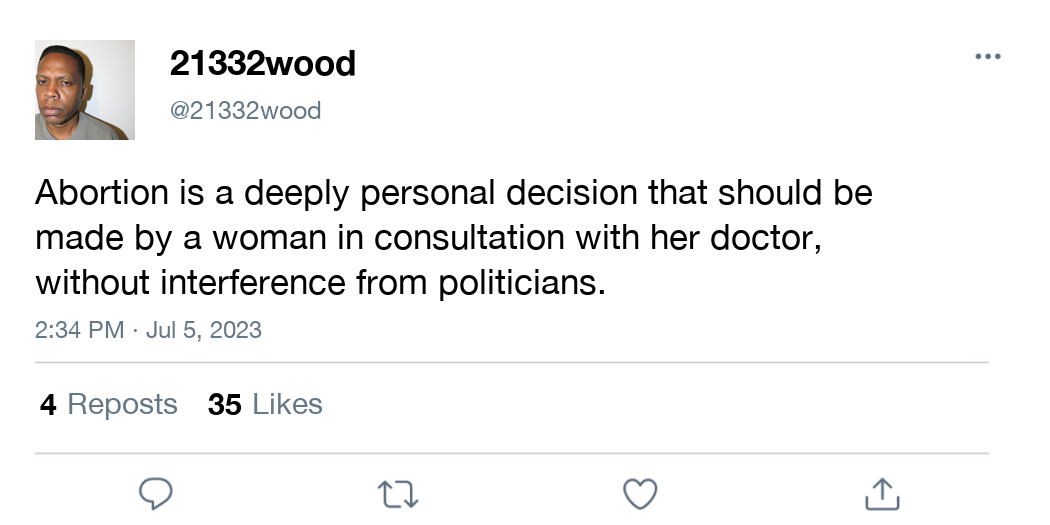 21332wood
@21332wood
Abortion is a deeply personal decision that should be
made by a woman in consultation with her doctor,
without interference from politicians.
2:34 PM · Jul 5, 2023
4 Reposts 35 Likes